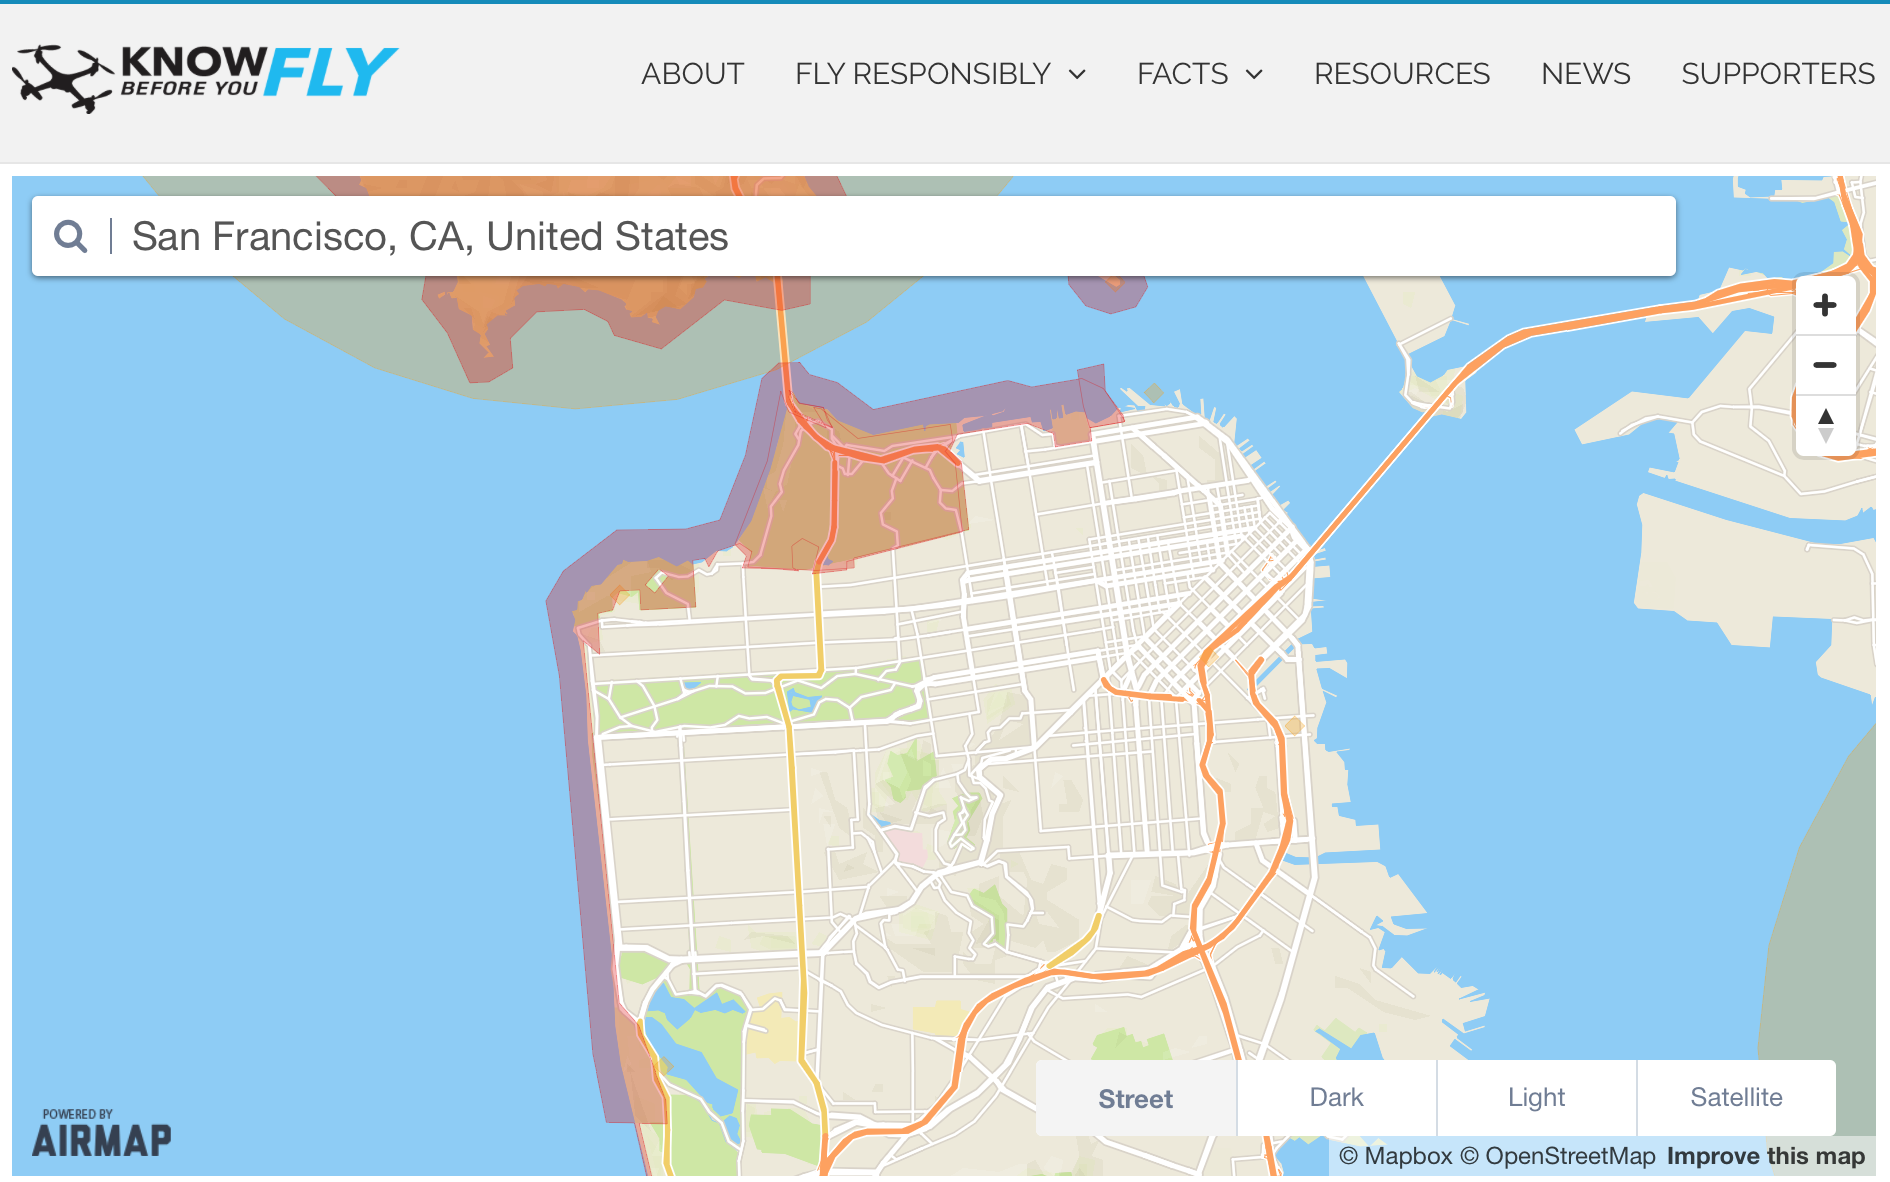 KNOW
BEFORE YOU FLY
ABOUT
FLY RESPONSIBLY
FACTS
RESOURCES
NEWS
SUPPORTERS
San Francisco, CA, United States
Street
Dark
Light
Satellite
POWERED BY
AIRMAP
© Mapbox © OpenStreetMap Improve this map